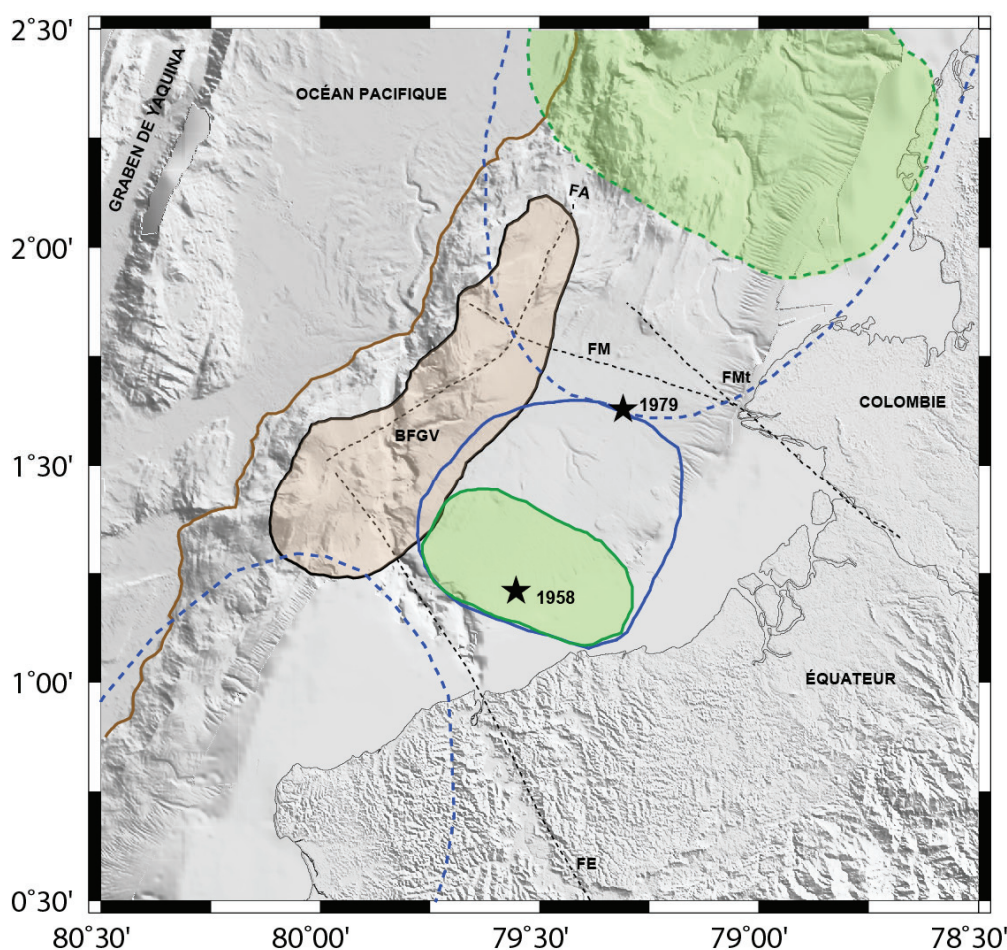 2°30'
OCÉAN PACIFIQUE
GRABEN DE YAQUINA
FA
2°00'
FM
FMt
COLOMBIE
1979
BFGV
1°30'
1958
ÉQUATEUR
1°00'
FE
0°30'
80°30' 80°00' 79°30' 79°00' 78°30'